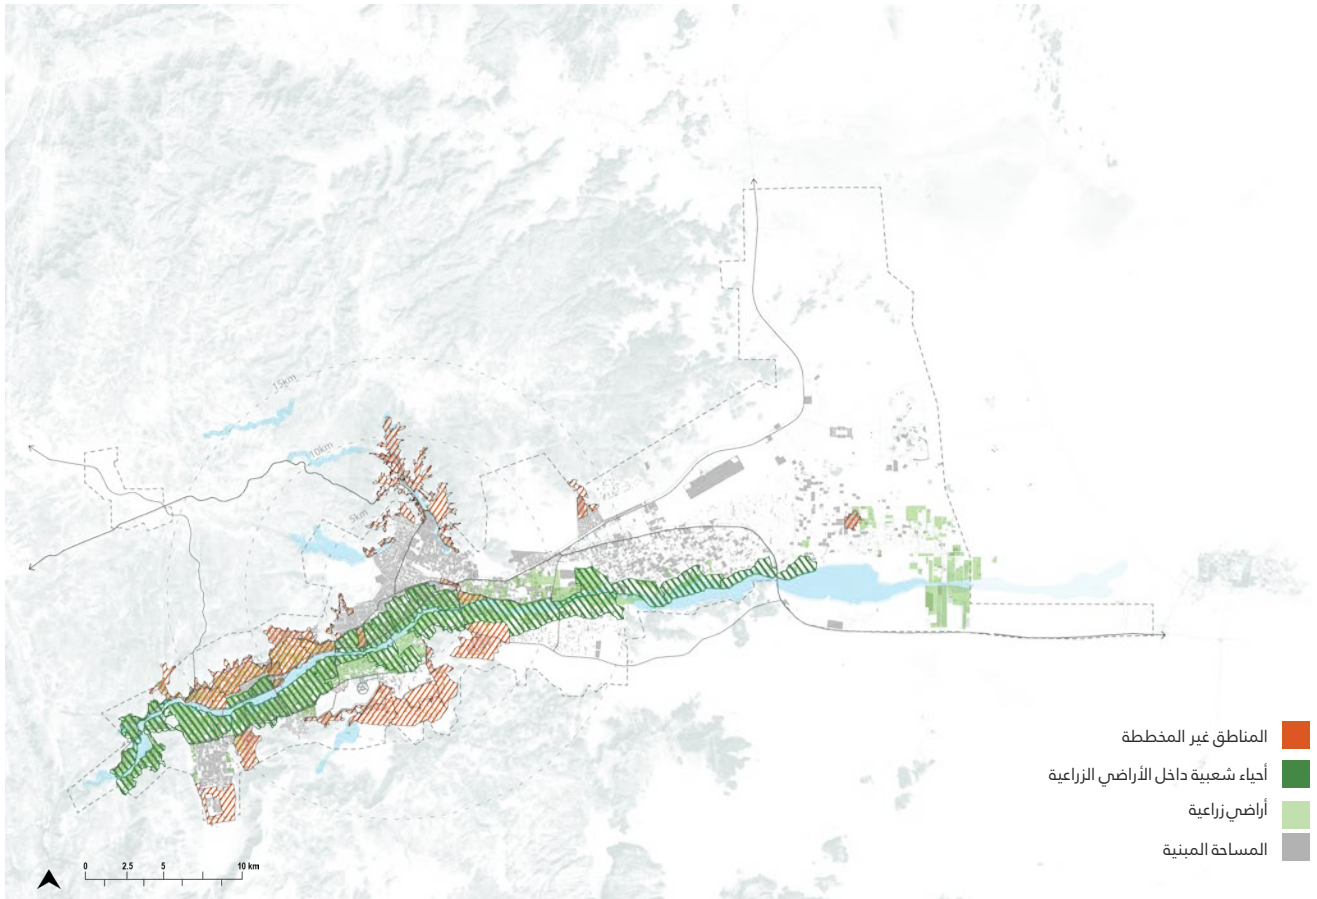 15km
10km
5km
المناطق غير المخططة
أحياء شعبية داخل الأراضي الزراعية
أراضي زراعية
المساحة المبنية
0 2.5 5 10 km